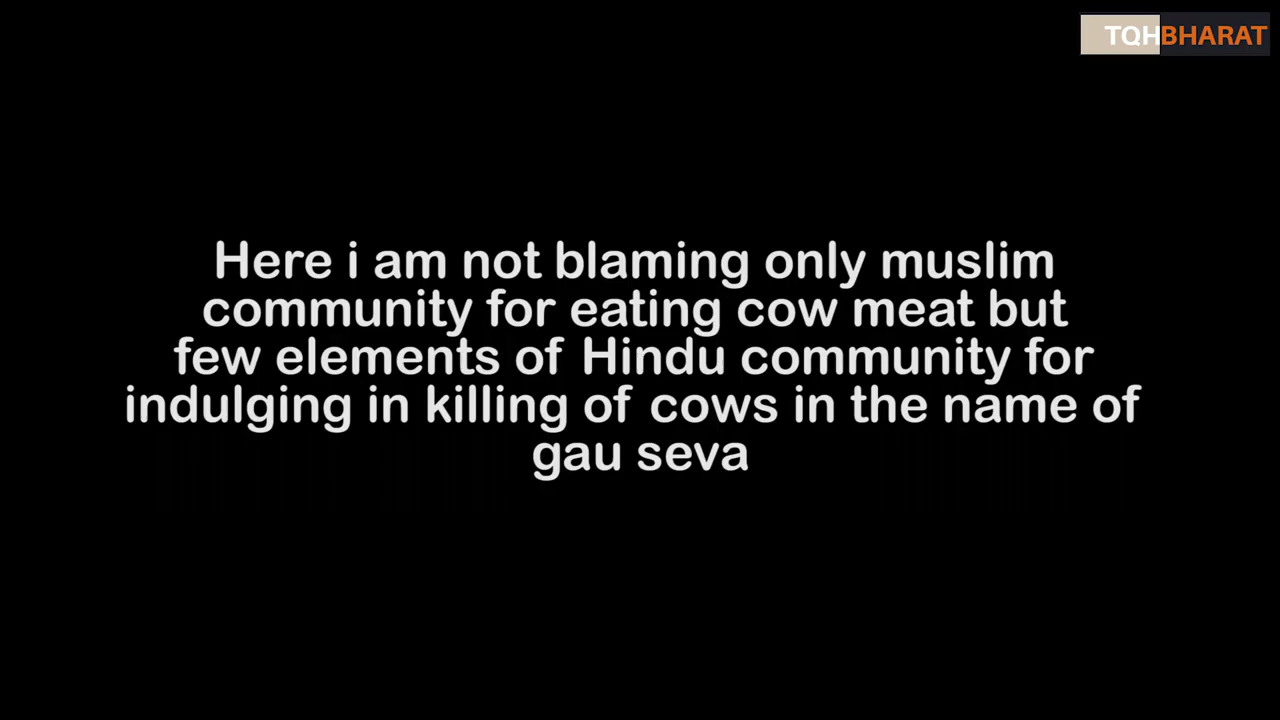 TQHBHARAT
Here i am not blaming only muslim
community for eating cow meat but
few elements of Hindu community for
indulging in killing of cows in the name of
gau seva